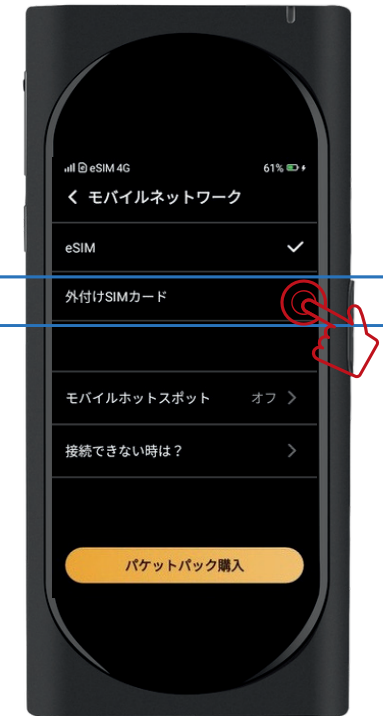 eSIM 4G 61%
モバイルネットワーク
eSIM
外付けSIMカード
モバイルホットスポット オフ
接続できない時は？
パケットパック購入